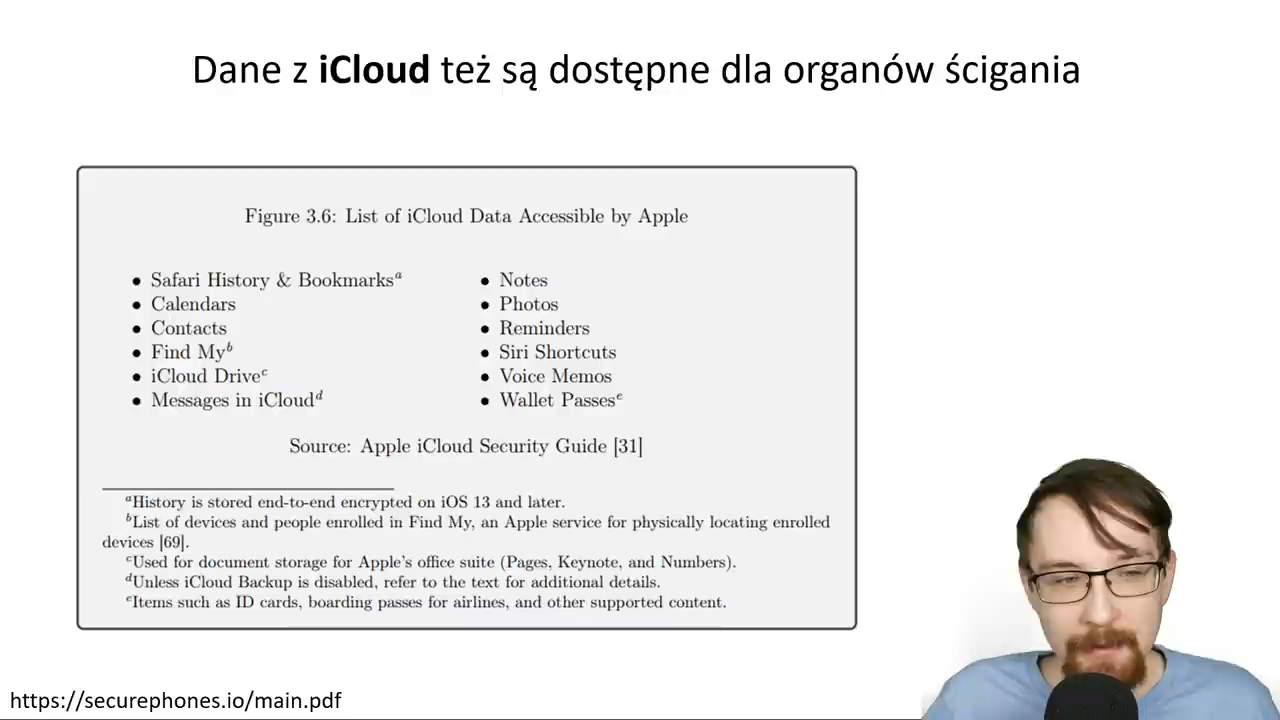 Dane z iCloud też są dostępne dla organów ścigania
Figure 3.6: List of iCloud Data Accessible by Apple
• Safari History & Bookmarksᵃ
• Calendars
• Contacts
• Find Myᵇ
• iCloud Driveᶜ
• Messages in iCloudᵈ
• Notes
• Photos
• Reminders
• Siri Shortcuts
• Voice Memos
• Wallet Passesᵉ
Source: Apple iCloud Security Guide [31]
ᵃHistory is stored end-to-end encrypted on iOS 13 and later.
ᵇList of devices and people enrolled in Find My, an Apple service for physically locating enrolled
devices [69].
ᶜUsed for document storage for Apple's office suite (Pages, Keynote, and Numbers).
ᵈUnless iCloud Backup is disabled, refer to the text for additional details.
ᵉItems such as ID cards, boarding passes for airlines, and other supported content.
https://securephones.io/main.pdf